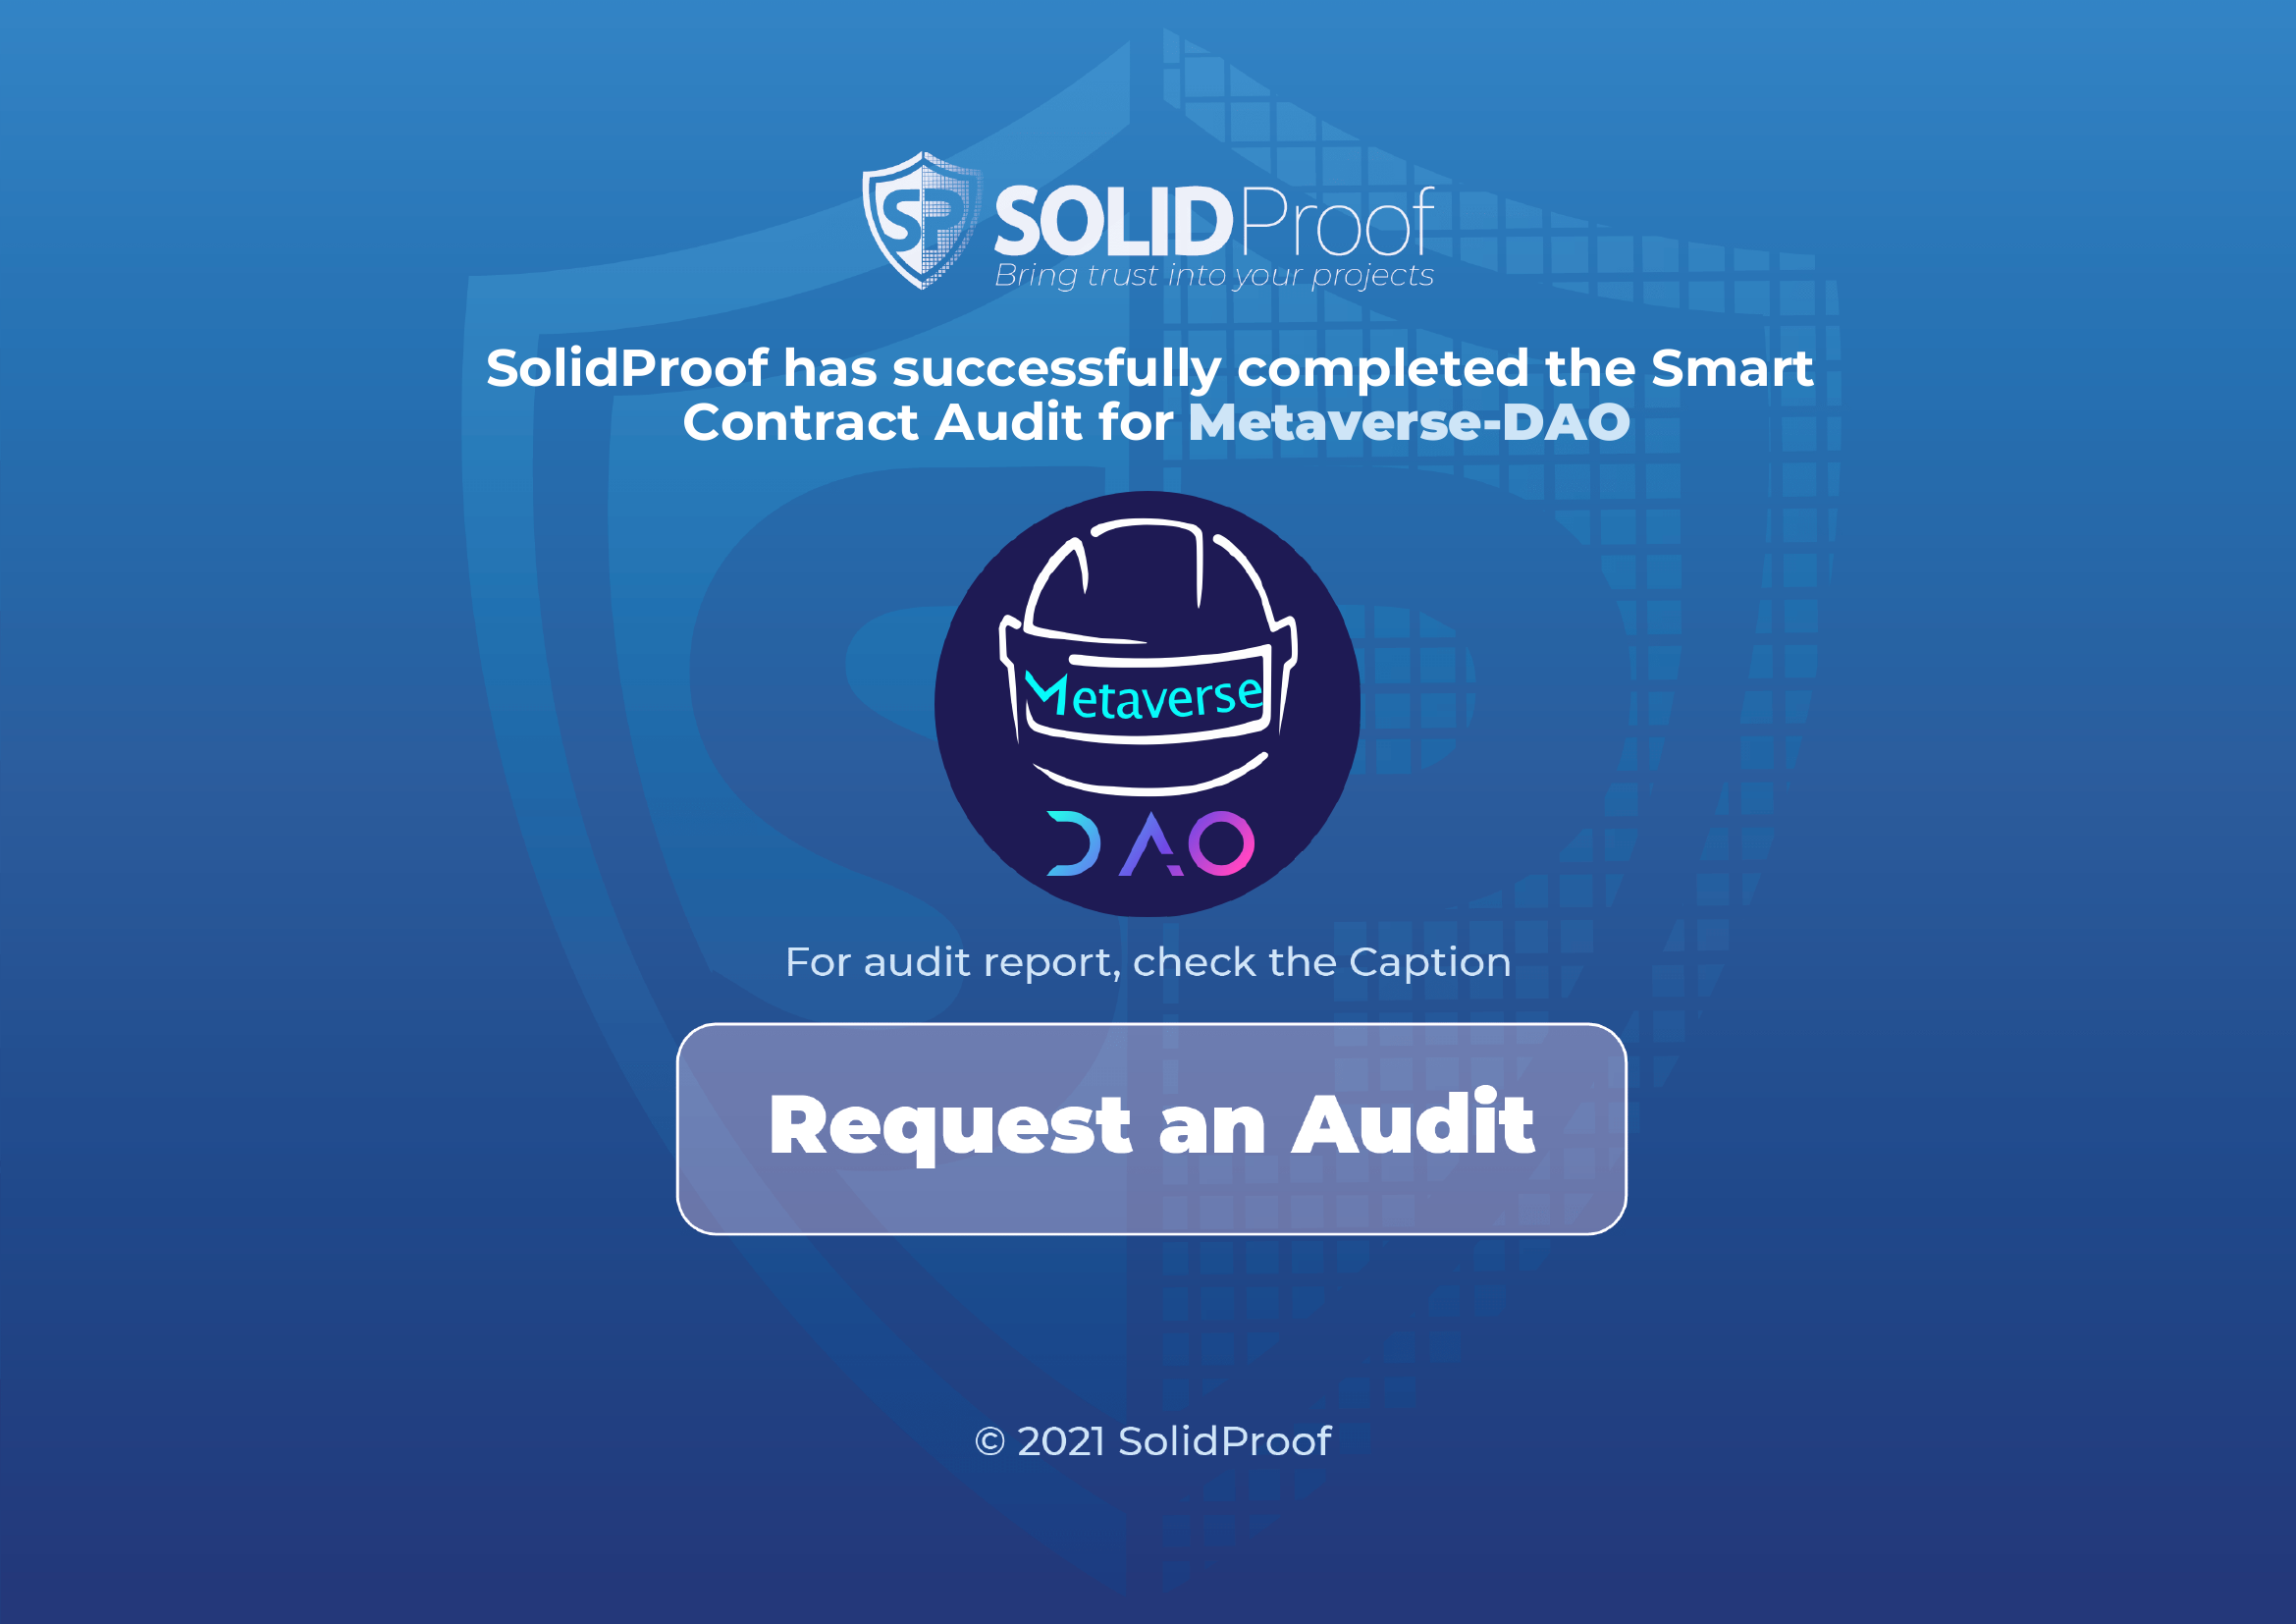 SP SOLIDProof
Bring trust into your projects
SolidProof has successfully completed the Smart
Contract Audit for Metaverse-DAO
Metaverse
DAO
For audit report, check the Caption
Request an Audit
© 2021 SolidProof